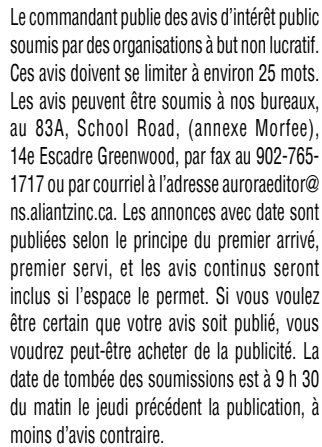 Le commandant publie des avis d'intérêt public
soumis par des organisations à but non lucratif.
Ces avis doivent se limiter à environ 25 mots.
Les avis peuvent être soumis à nos bureaux,
au 83A, School Road, (annexe Morfee),
14e Escadre Greenwood, par fax au 902-765-
1717 ou par courriel à l'adresse auroraeditor@
ns.aliantzinc.ca. Les annonces avec date sont
publiées selon le principe du premier arrivé,
premier servi, et les avis continus seront
inclus si l'espace le permet. Si vous voulez
être certain que votre avis soit publié, vous
voudrez peut-être acheter de la publicité. La
date de tombée des soumissions est à 9 h 30
du matin le jeudi précédent la publication, à
moins d'avis contraire.